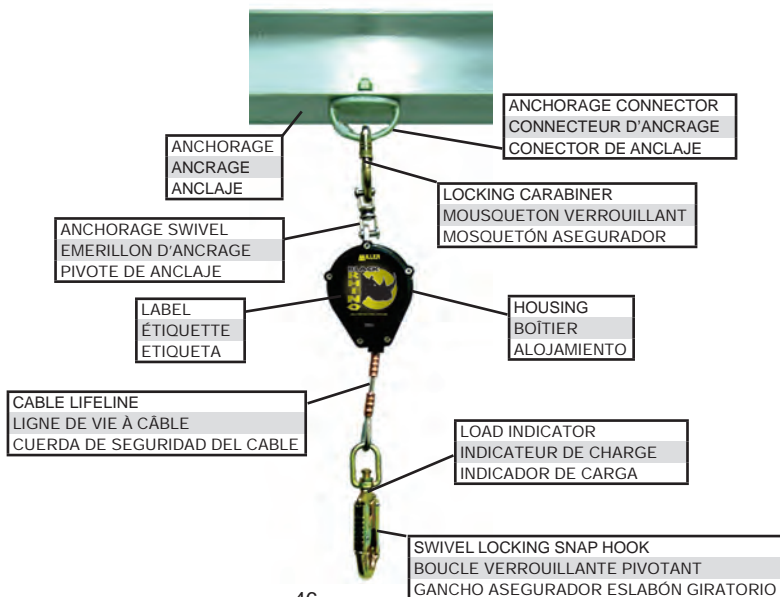 ANCHORAGE CONNECTOR
CONNECTEUR D'ANCRAGE
CONECTOR DE ANCLAJE
ANCHORAGE
ANCRAGE
ANCLAJE
LOCKING CARABINER
MOUSQUETON VERROUILLANT
MOSQUETÓN ASEGURADOR
ANCHORAGE SWIVEL
EMERILLON D'ANCRAGE
PIVOTE DE ANCLAJE
MILLER
RHINO
LABEL
ÉTIQUETTE
ETIQUETA
HOUSING
BOÎTIER
ALOJAMIENTO
CABLE LIFELINE
LIGNE DE VIE À CÂBLE
CUERDA DE SEGURIDAD DEL CABLE
LOAD INDICATOR
INDICATEUR DE CHARGE
INDICADOR DE CARGA
SWIVEL LOCKING SNAP HOOK
BOUCLE VERROUILLANTE PIVOTANT
GANCHO ASEGURADOR ESLABÓN GIRATORIO